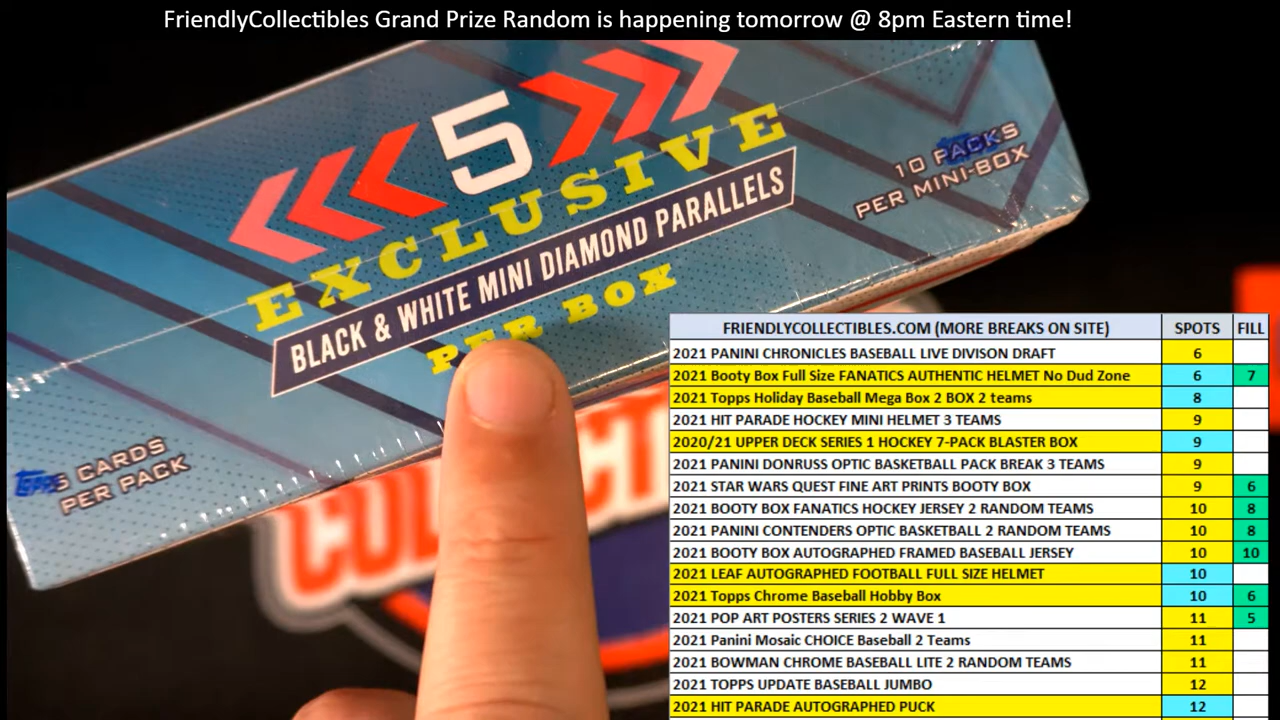 FriendlyCollectibles Grand Prize Random is happening tomorrow @ 8pm Eastern time!
5
EXCLUSIVE
BLACK & WHITE MINI DIAMOND PARALLELS
PER BOX
10 PACKS
PER MINI-BOX
CARDS
PER PACK
FRIENDLYCOLLECTIBLES.COM (MORE BREAKS ON SITE) SPOTS FILL
2021 PANINI CHRONICLES BASEBALL LIVE DIVISON DRAFT 6
2021 Booty Box Full Size FANATICS AUTHENTIC HELMET No Dud Zone 6 7
2021 Topps Holiday Baseball Mega Box 2 BOX 2 teams 8
2021 HIT PARADE HOCKEY MINI HELMET 3 TEAMS 9
2020/21 UPPER DECK SERIES 1 HOCKEY 7-PACK BLASTER BOX 9
2021 PANINI DONRUSS OPTIC BASKETBALL PACK BREAK 3 TEAMS 9
2021 STAR WARS QUEST FINE ART PRINTS BOOTY BOX 9 6
2021 BOOTY BOX FANATICS HOCKEY JERSEY 2 RANDOM TEAMS 10 8
2021 PANINI CONTENDERS OPTIC BASKETBALL 2 RANDOM TEAMS 10 8
2021 BOOTY BOX AUTOGRAPHED FRAMED BASEBALL JERSEY 10 10
2021 LEAF AUTOGRAPHED FOOTBALL FULL SIZE HELMET 10
2021 Topps Chrome Baseball Hobby Box 10 6
2021 POP ART POSTERS SERIES 2 WAVE 1 11 5
2021 Panini Mosaic CHOICE Baseball 2 Teams 11
2021 BOWMAN CHROME BASEBALL LITE 2 RANDOM TEAMS 11
2021 TOPPS UPDATE BASEBALL JUMBO 12
2021 HIT PARADE AUTOGRAPHED PUCK 12